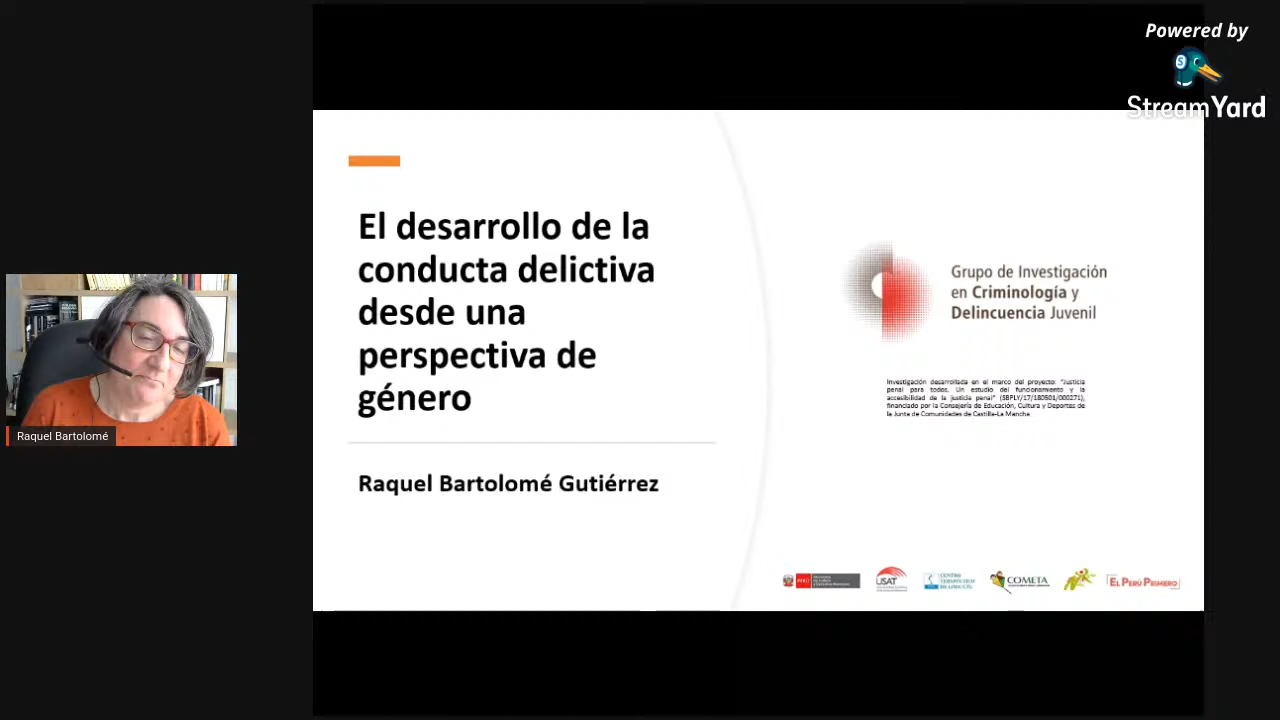 Powered by
StreamYard
El desarrollo de la
conducta delictiva
desde una
perspectiva de
género
Raquel Bartolomé Gutiérrez
Grupo de Investigación
en Criminología y
Delincuencia Juvenil
Investigación desarrollada en el marco del proyecto: "Justicia
penal para todos. Un estudio del funcionamiento y la
accesibilidad de la justicia penal" (SBPLY/17/180501/000271),
financiado por la Consejería de Educación, Cultura y Deportes de
la Junta de Comunidades de Castilla-La Mancha
Raquel Bartolomé
PERÚ
USAT
COMETA
EL PERÚ PRIMERO